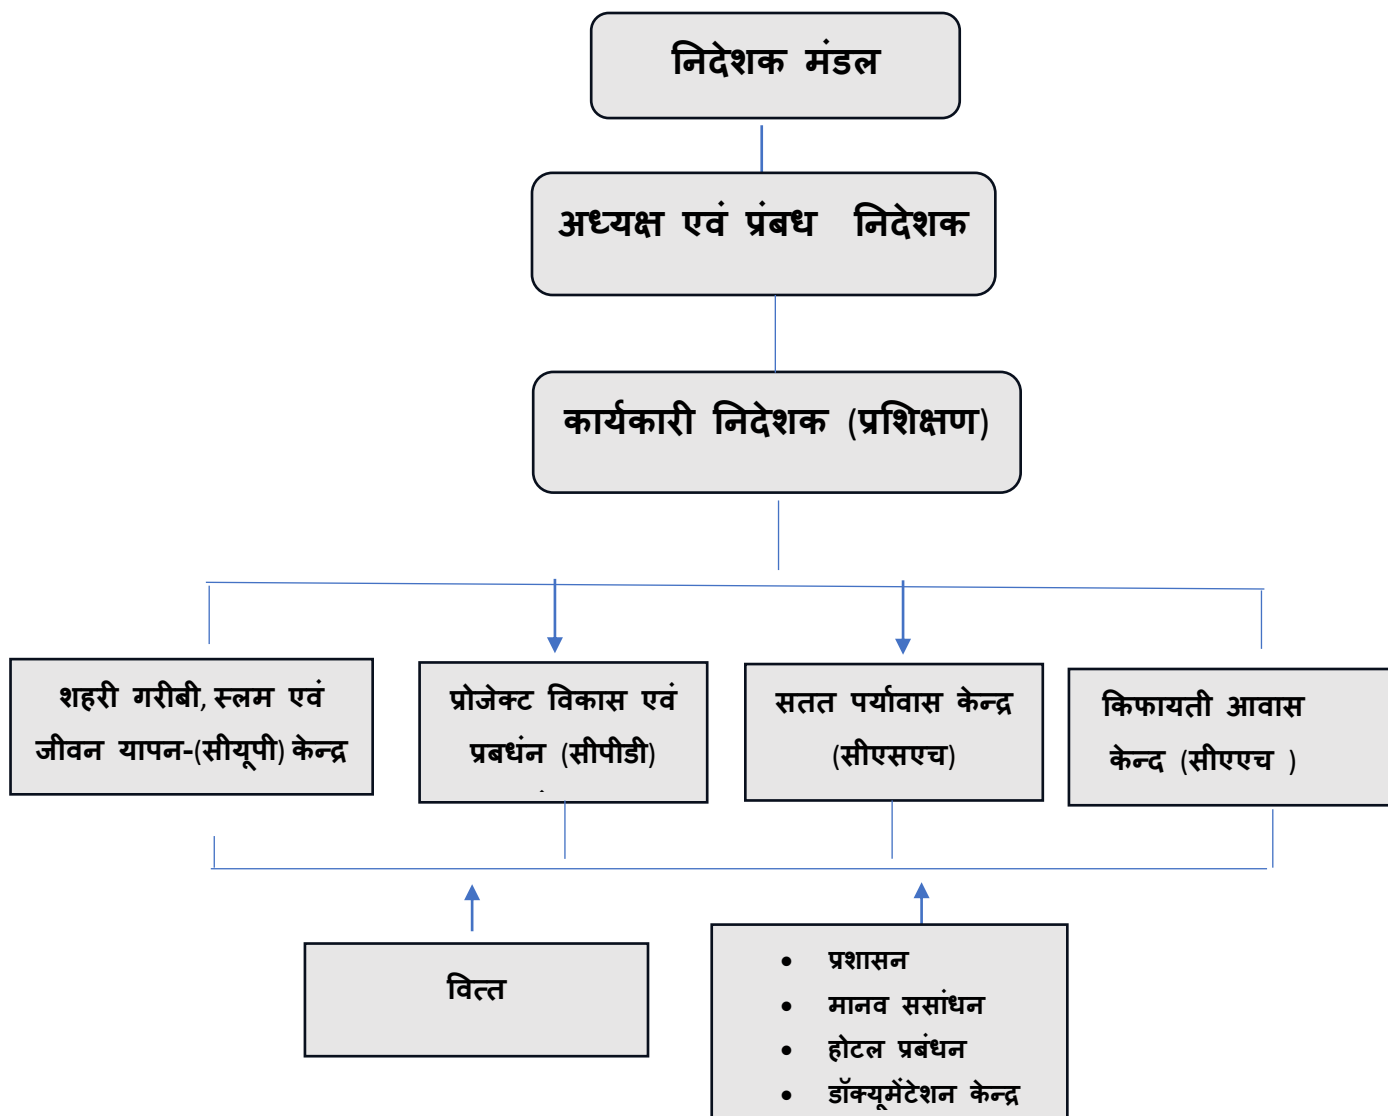 निदेशक मंडल
अध्यक्ष एवं प्रंबध निदेशक
कार्यकारी निदेशक (प्रशिक्षण)
शहरी गरीबी, स्लम एवं
जीवन यापन-(सीयूपी) केन्द्र
प्रोजेक्ट विकास एवं
प्रबधंन (सीपीडी)
सतत पर्यावास केन्द्र
(सीएसएच)
किफायती आवास
केन्द (सीएएच )
वित्त
• प्रशासन
• मानव ससांधन
• होटल प्रबंधन
• डॉक्यूमेंटेशन केन्द्र